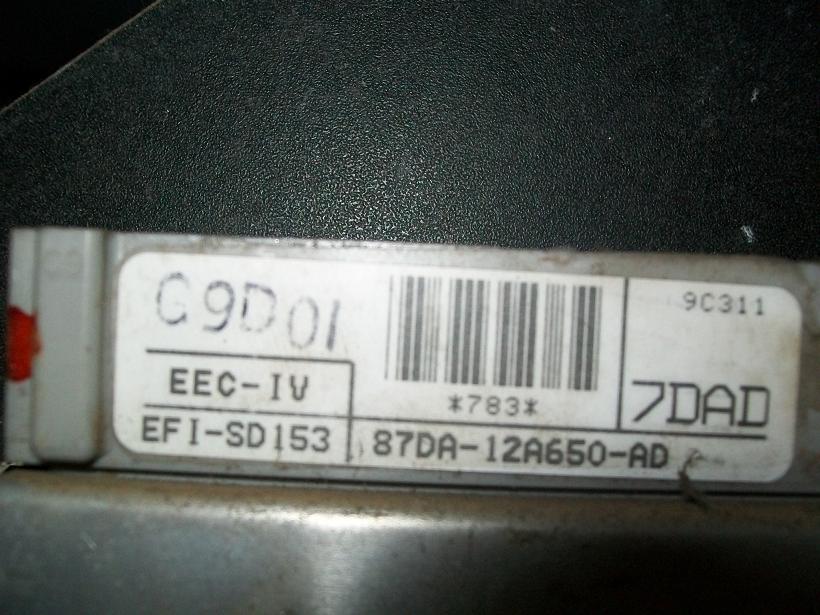 G9D01
9C311
EEC-IV
*783*
7DAD
EFI-SD153
87DA-12A650-AD